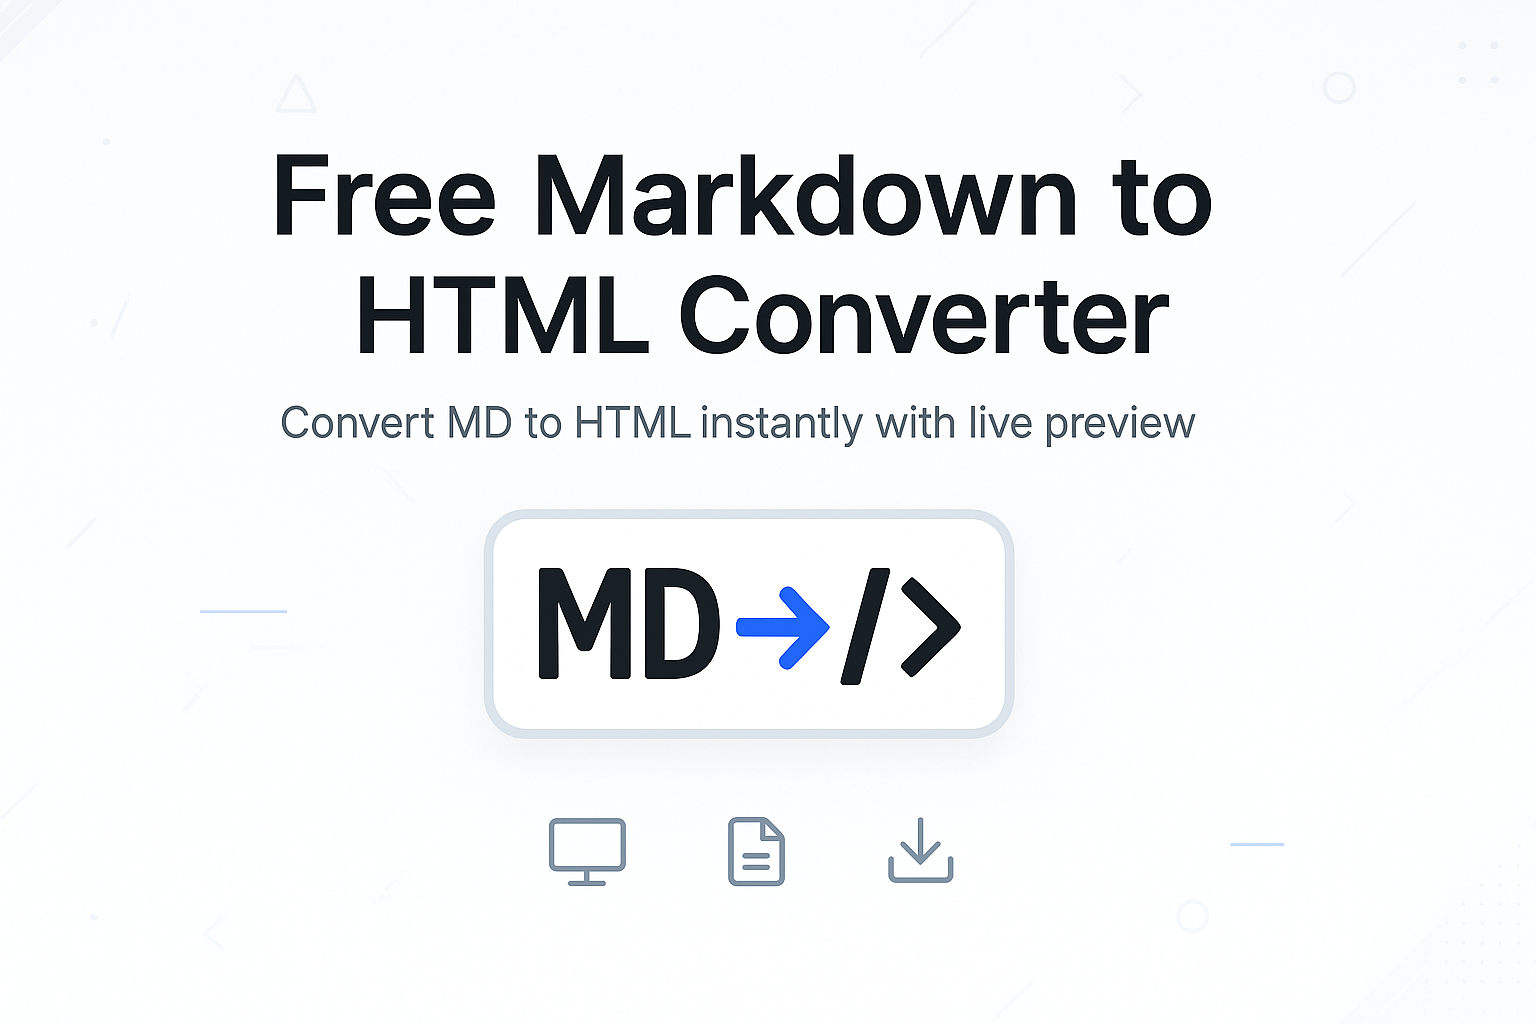 Free Markdown to
HTML Converter
Convert MD to HTML instantly with live preview
MD→/>